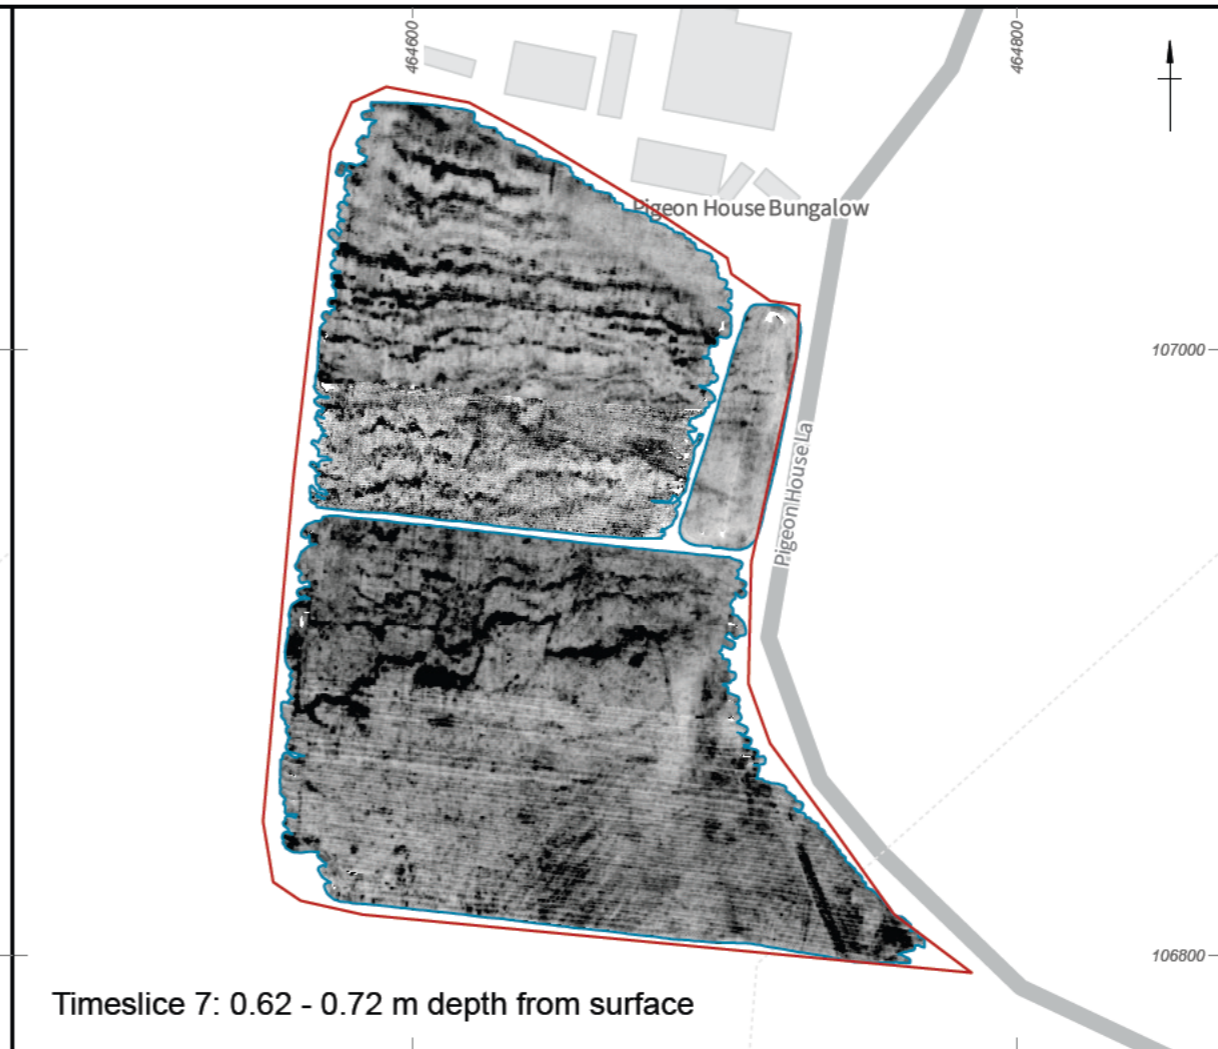 464600
464800
Pigeon House Bungalow
107000
Pigeon House La
106800
Timeslice 7: 0.62 - 0.72 m depth from surface